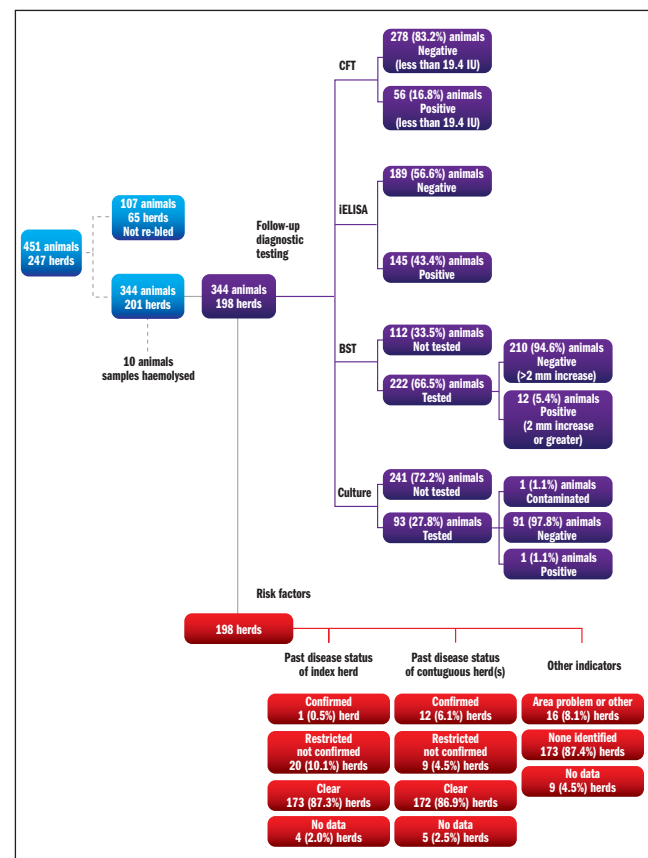 278 (83.2%) animals
Negative
(less than 19.4 IU)
CFT
56 (16.8%) animals
Positive
(less than 19.4 IU)
189 (56.6%) animals
Negative
iELISA
145 (43.4%) animals
Positive
107 animals
65 herds
Not re-bled
451 animals
247 herds
344 animals
201 herds
10 animals
samples haemolysed
344 animals
198 herds
Follow-up
diagnostic
testing
112 (33.5%) animals
Not tested
BST
222 (66.5%) animals
Tested
210 (94.6%) animals
Negative
(>2 mm increase)
12 (5.4%) animals
Positive
(2 mm increase
or greater)
241 (72.2%) animals
Not tested
Culture
93 (27.8%) animals
Tested
1 (1.1%) animals
Contaminated
91 (97.8%) animals
Negative
1 (1.1%) animals
Positive
Risk factors
198 herds
Past disease status
of index herd
Confirmed
1 (0.5%) herd
Restricted
not confirmed
20 (10.1%) herds
Clear
173 (87.3%) herds
No data
4 (2.0%) herds
Past disease status
of contuguous herd(s)
Confirmed
12 (6.1%) herds
Restricted
not confirmed
9 (4.5%) herds
Clear
172 (86.9%) herds
No data
5 (2.5%) herds
Other indicators
Area problem or other
16 (8.1%) herds
None identified
173 (87.4%) herds
No data
9 (4.5%) herds